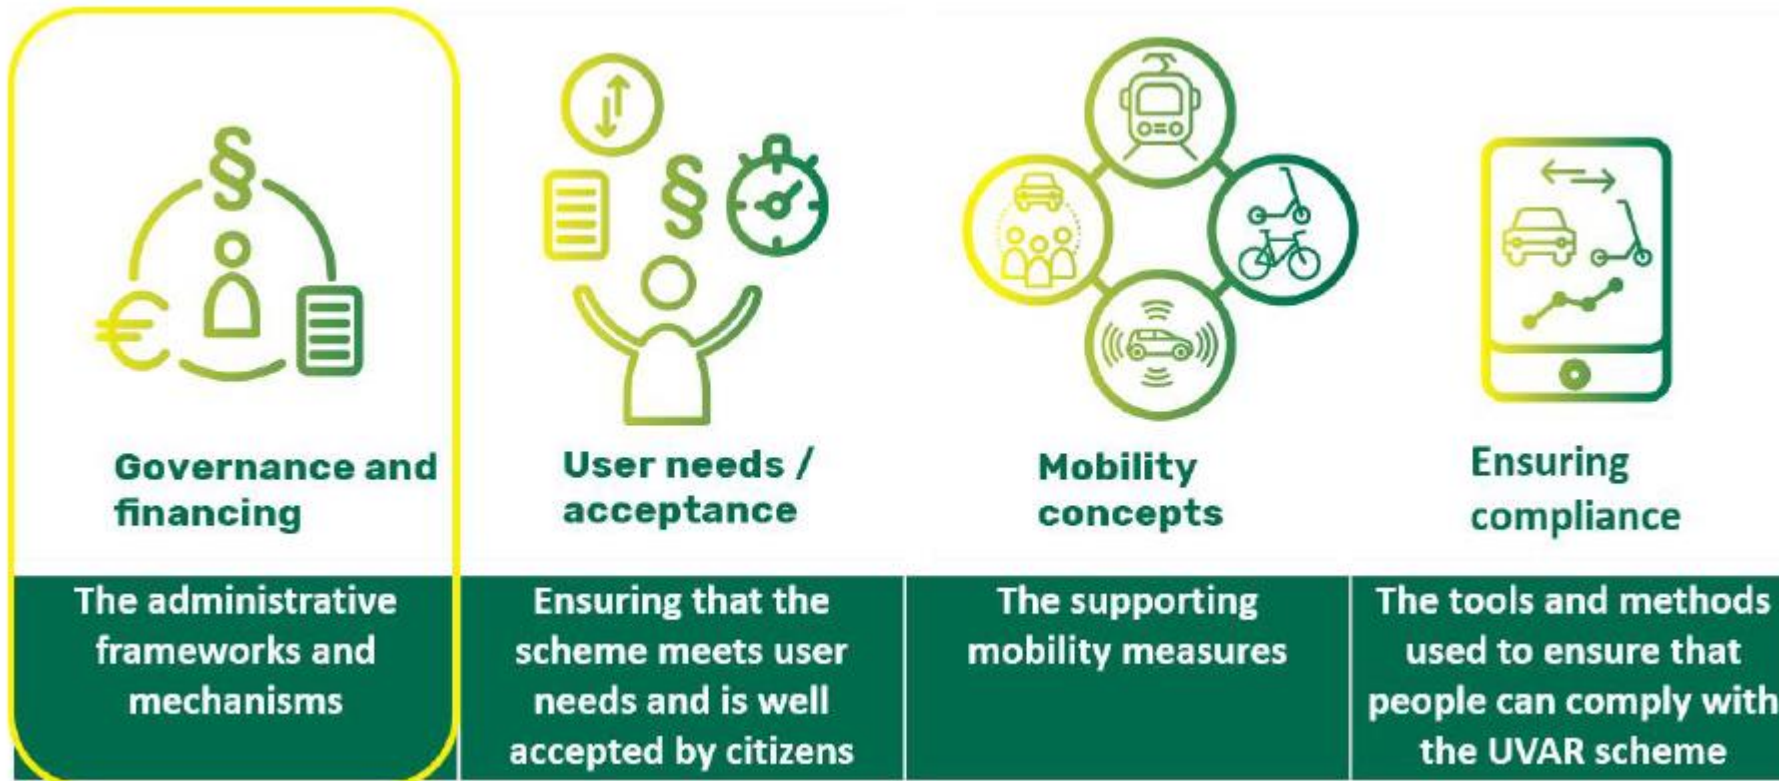 Governance and
financing
The administrative
frameworks and
mechanisms
User needs /
acceptance
Ensuring that the
scheme meets user
needs and is well
accepted by citizens
Mobility
concepts
The supporting
mobility measures
Ensuring
compliance
The tools and methods
used to ensure that
people can comply with
the UVAR scheme